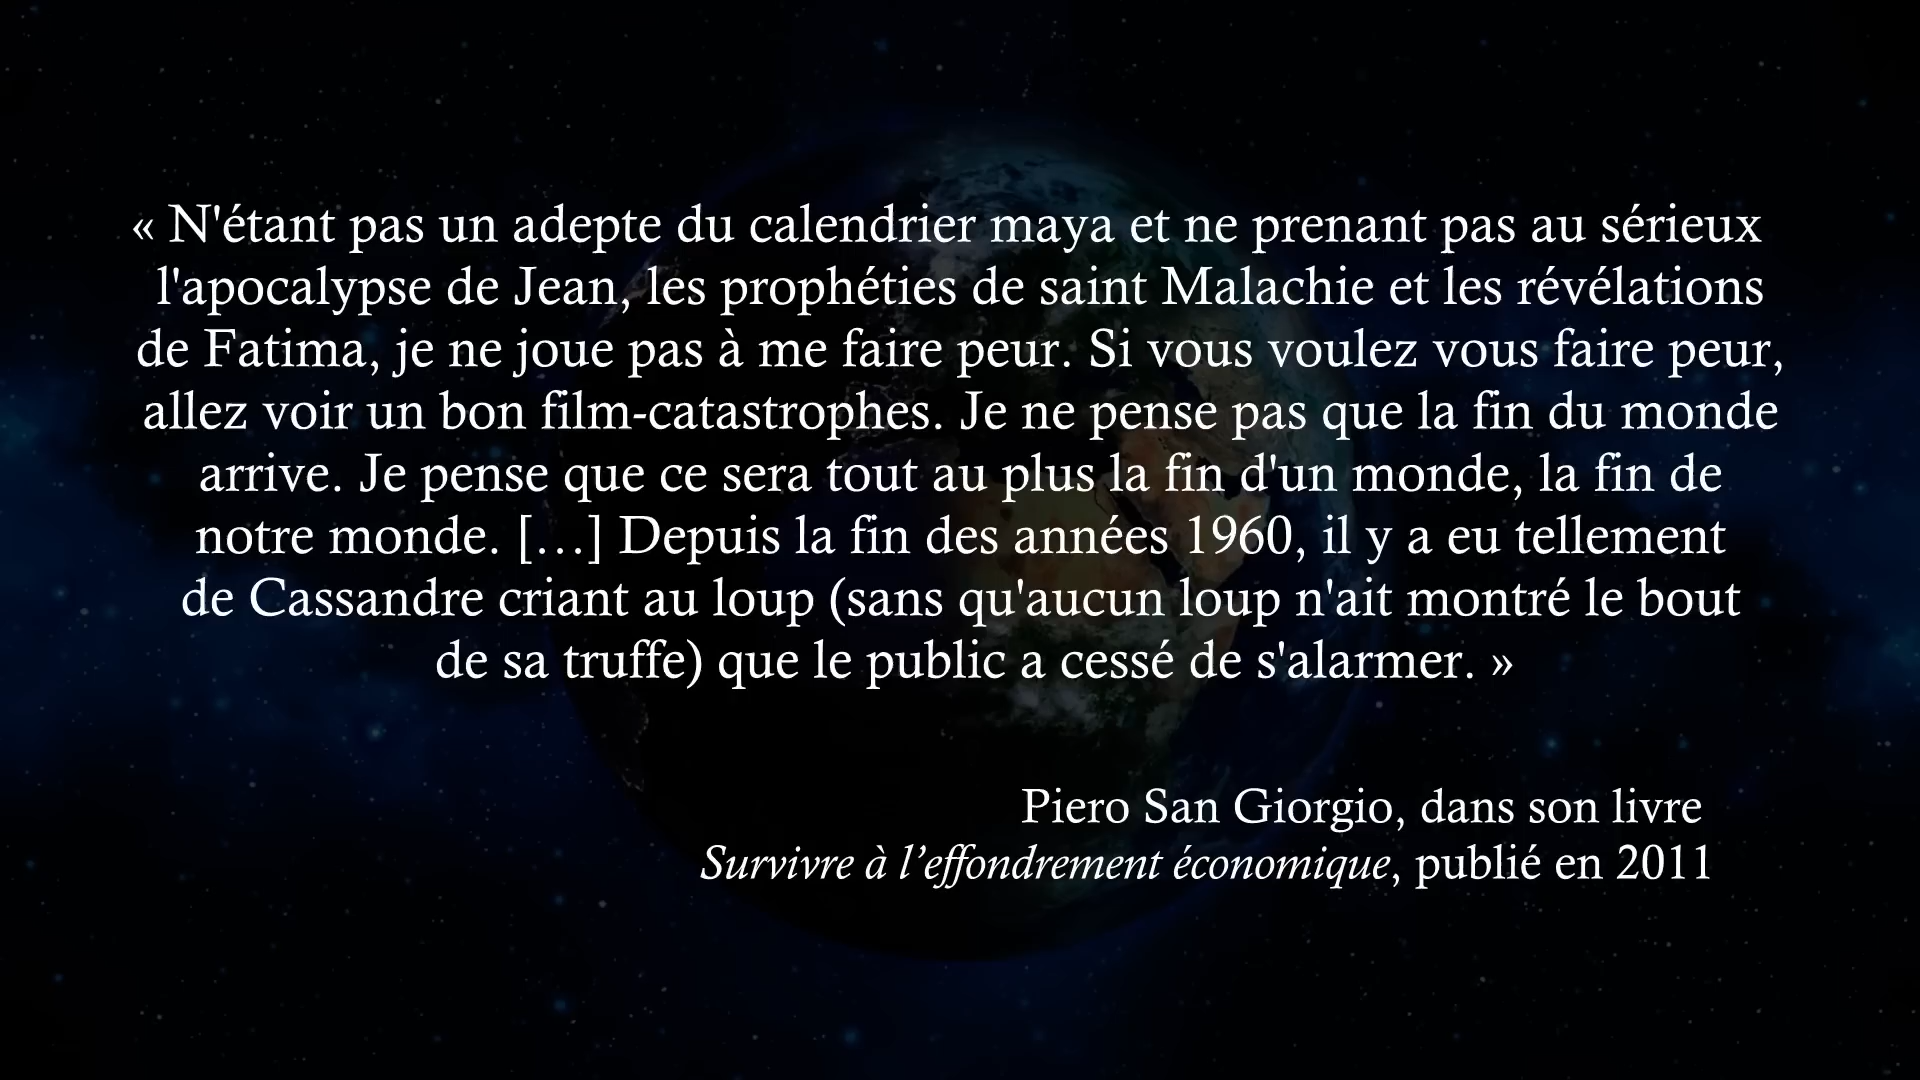 « N'étant pas un adepte du calendrier maya et ne prenant pas au sérieux
l'apocalypse de Jean, les prophéties de saint Malachie et les révélations
de Fatima, je ne joue pas à me faire peur. Si vous voulez vous faire peur,
allez voir un bon film-catastrophes. Je ne pense pas que la fin du monde
arrive. Je pense que ce sera tout au plus la fin d'un monde, la fin de
notre monde. […] Depuis la fin des années 1960, il y a eu tellement
de Cassandre criant au loup (sans qu'aucun loup n'ait montré le bout
de sa truffe) que le public a cessé de s'alarmer. »
Piero San Giorgio, dans son livre
Survivre à l’effondrement économique, publié en 2011